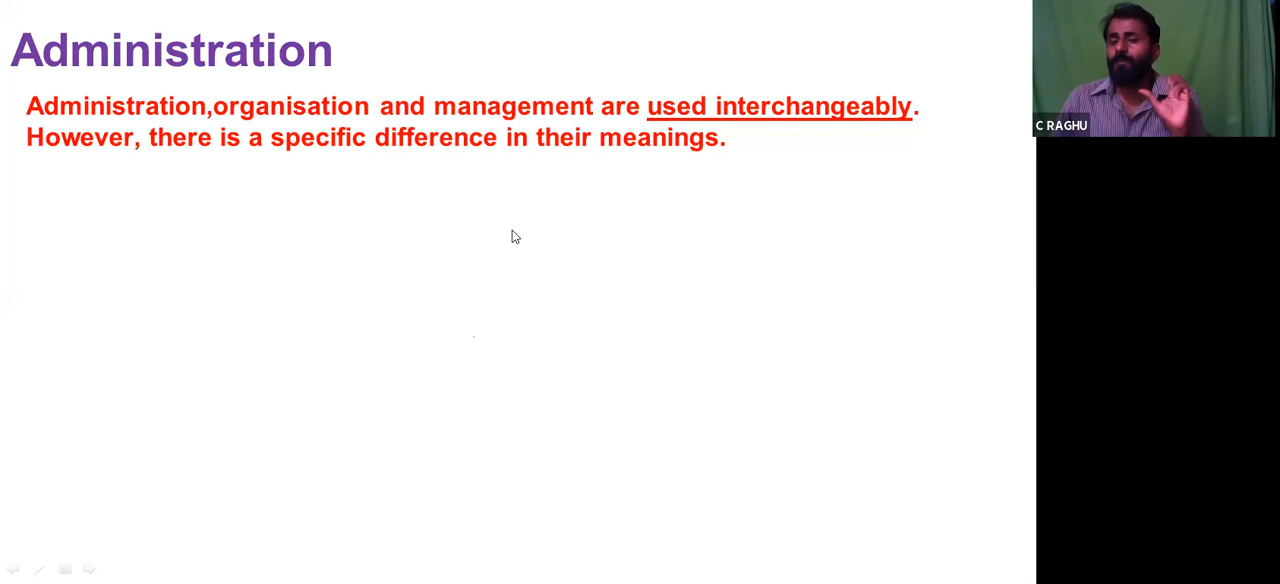 Administration
Administration,organisation and management are used interchangeably.
However, there is a specific difference in their meanings.
C RAGHU